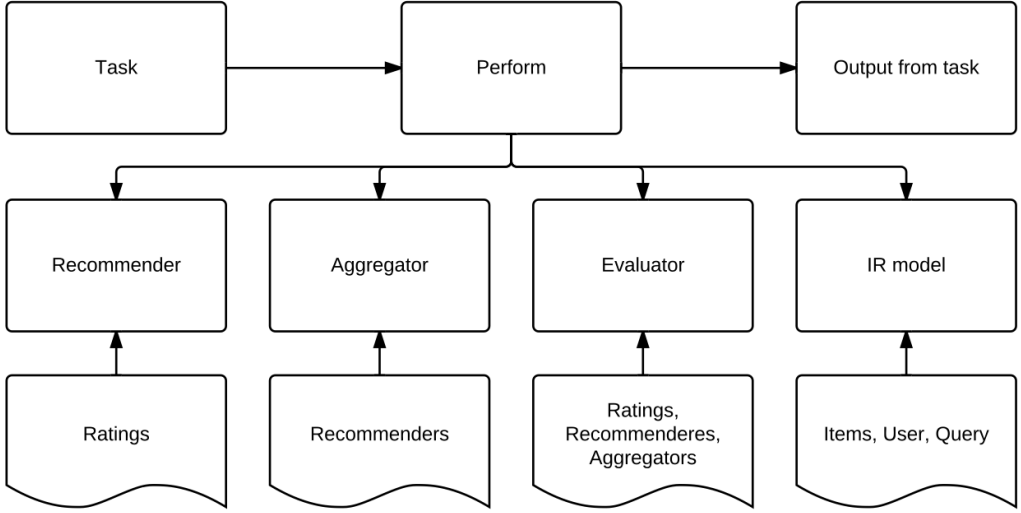 Task
Perform
Output from task
Recommender
Aggregator
Evaluator
IR model
Ratings
Recommenders
Ratings,
Recommenderes,
Aggregators
Items, User, Query